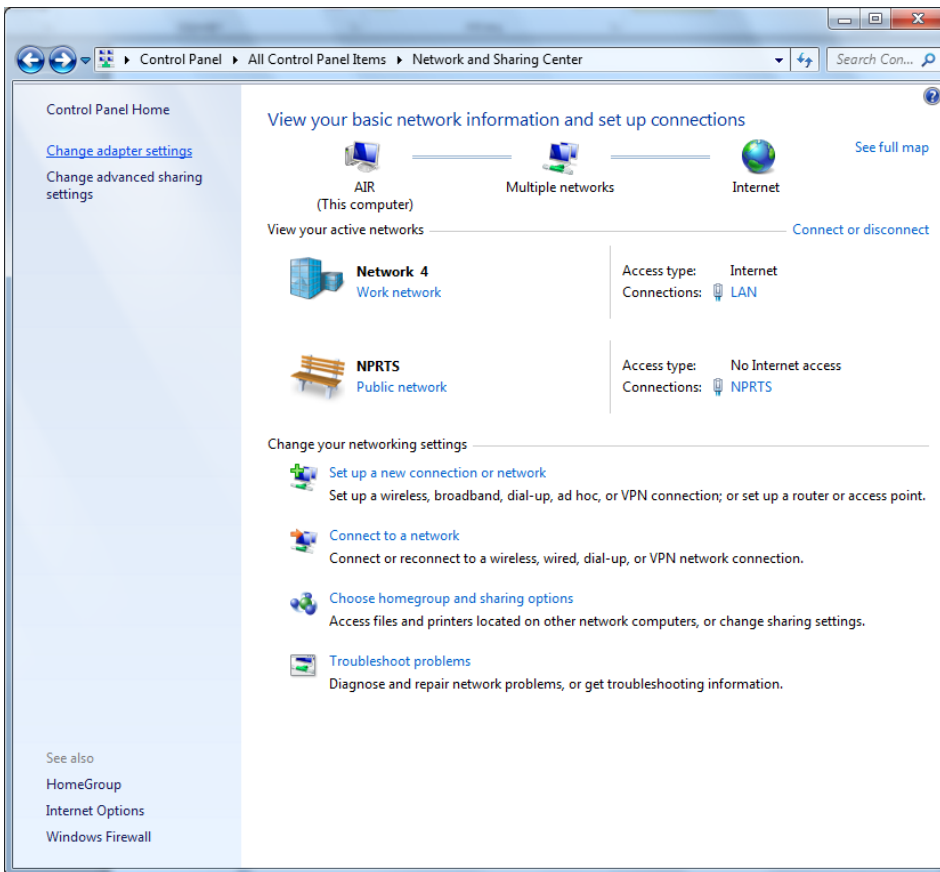 Control Panel ▸ All Control Panel Items ▸ Network and Sharing Center
Search Con...
Control Panel Home
Change adapter settings
Change advanced sharing
settings
See also
HomeGroup
Internet Options
Windows Firewall
View your basic network information and set up connections
See full map
AIR
(This computer)
Multiple networks
Internet
View your active networks
Connect or disconnect
Network 4
Work network
Access type: Internet
Connections: LAN
NPRTS
Public network
Access type: No Internet access
Connections: NPRTS
Change your networking settings
Set up a new connection or network
Set up a wireless, broadband, dial-up, ad hoc, or VPN connection; or set up a router or access point.
Connect to a network
Connect or reconnect to a wireless, wired, dial-up, or VPN network connection.
Choose homegroup and sharing options
Access files and printers located on other network computers, or change sharing settings.
Troubleshoot problems
Diagnose and repair network problems, or get troubleshooting information.